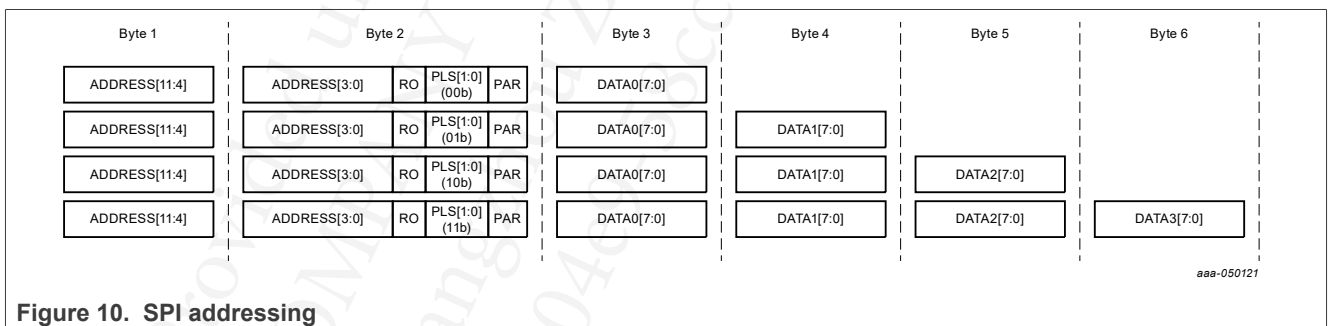 Byte 1 Byte 2 Byte 3 Byte 4 Byte 5 Byte 6
ADDRESS[11:4] ADDRESS[3:0] RO PLS[1:0] (00b) PAR DATA0[7:0]
ADDRESS[11:4] ADDRESS[3:0] RO PLS[1:0] (01b) PAR DATA0[7:0] DATA1[7:0]
ADDRESS[11:4] ADDRESS[3:0] RO PLS[1:0] (10b) PAR DATA0[7:0] DATA1[7:0] DATA2[7:0]
ADDRESS[11:4] ADDRESS[3:0] RO PLS[1:0] (11b) PAR DATA0[7:0] DATA1[7:0] DATA2[7:0] DATA3[7:0]
aaa-050121
Figure 10. SPI addressing